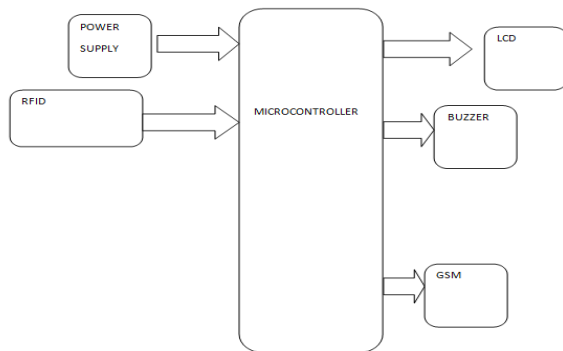 POWER
SUPPLY
LCD
RFID
MICROCONTROLLER
BUZZER
GSM